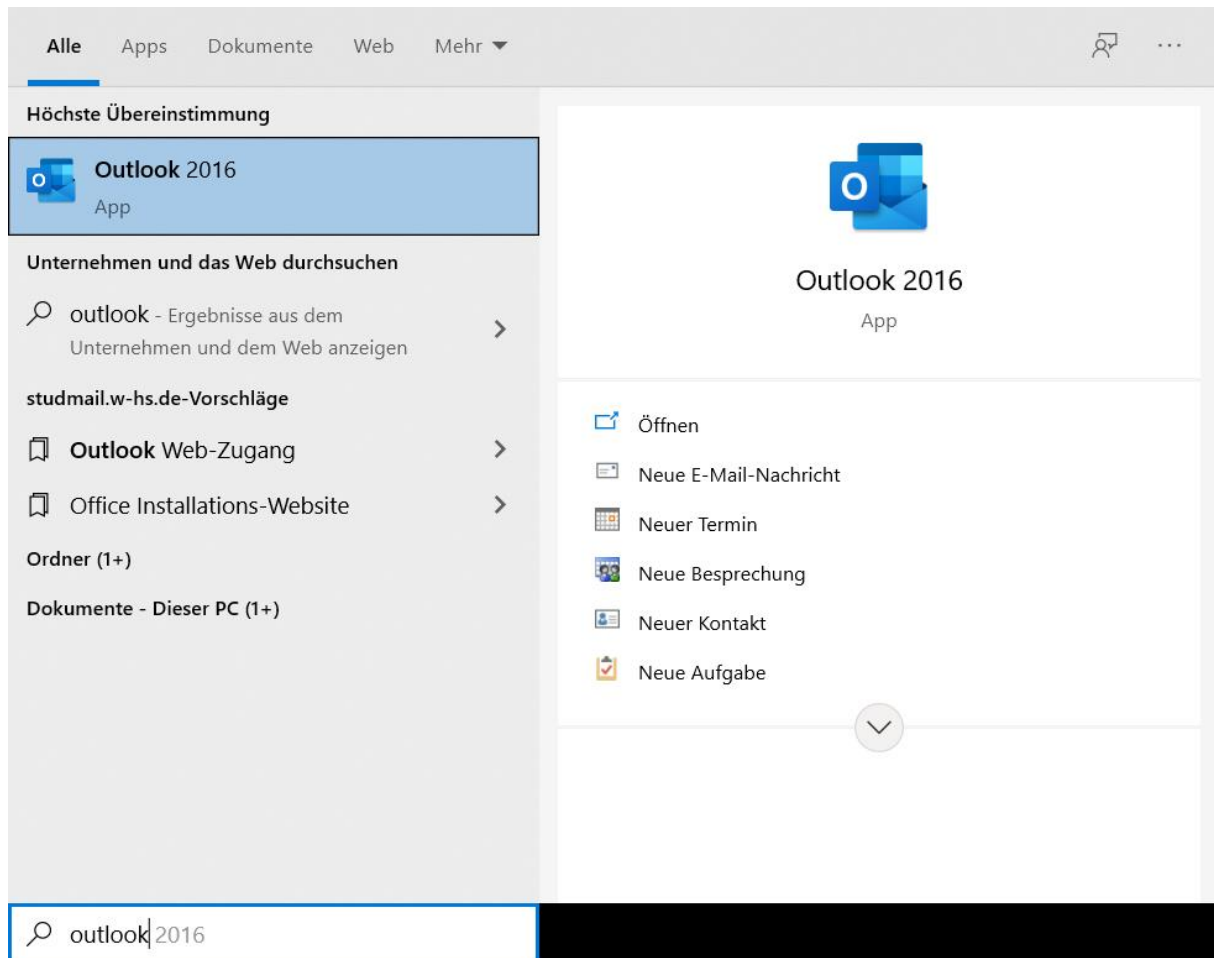 Alle Apps Dokumente Web Mehr
Höchste Übereinstimmung
Outlook 2016
App
Unternehmen und das Web durchsuchen
outlook - Ergebnisse aus dem
Unternehmen und dem Web anzeigen
studmail.w-hs.de-Vorschläge
Outlook Web-Zugang
Office Installations-Website
Ordner (1+)
Dokumente - Dieser PC (1+)
outlook 2016
Outlook 2016
App
Öffnen
Neue E-Mail-Nachricht
Neuer Termin
Neue Besprechung
Neuer Kontakt
Neue Aufgabe